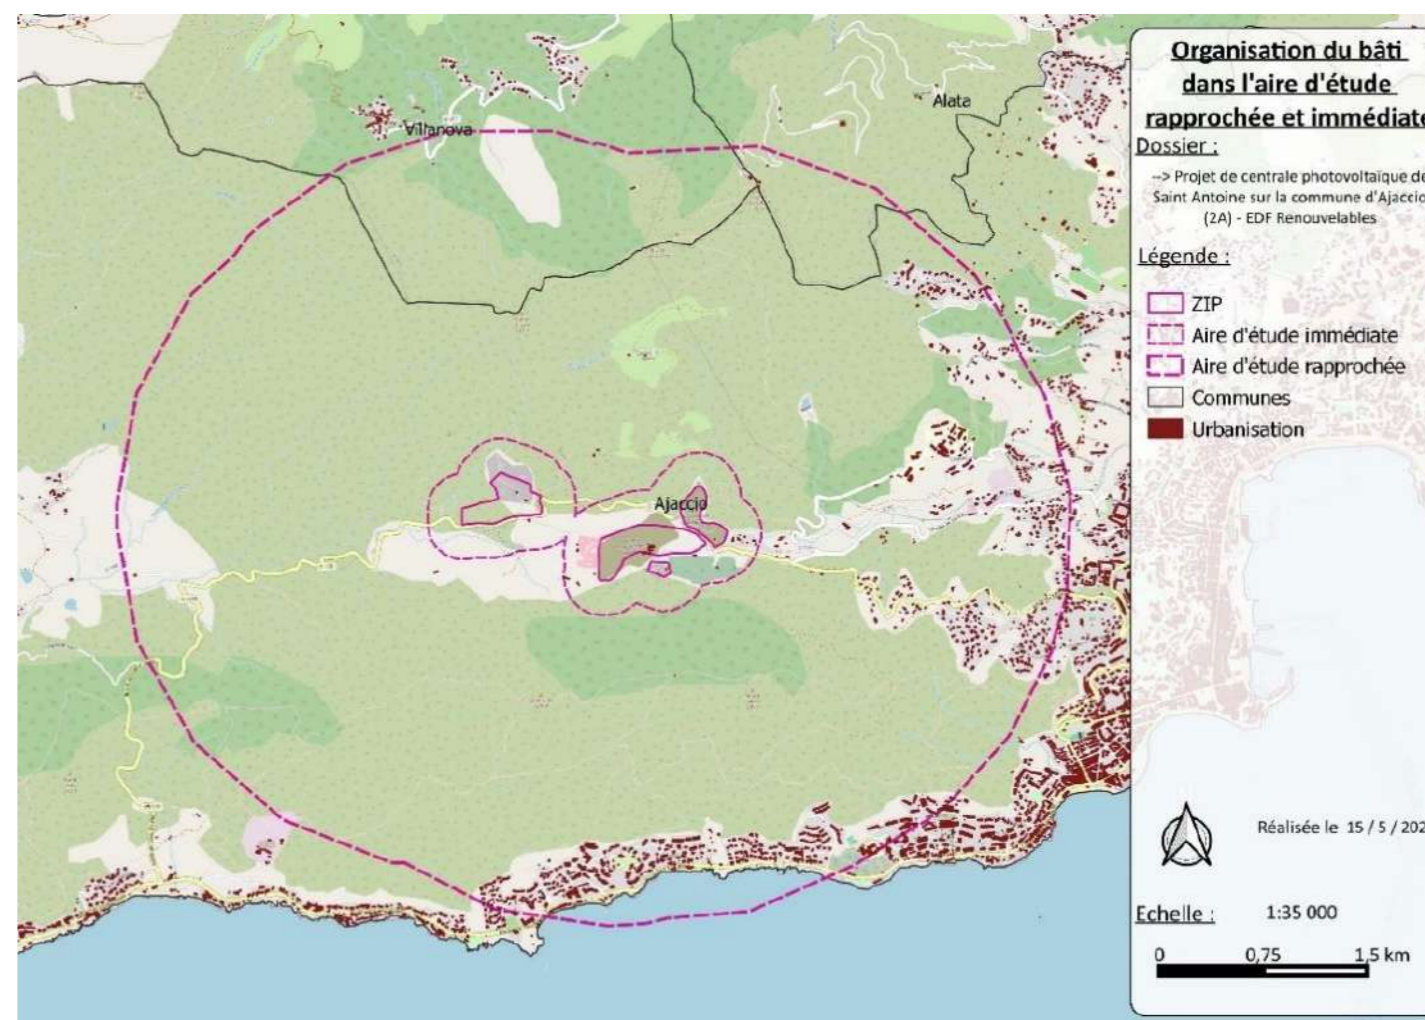 Organisation du bâti
dans l'aire d'étude
rapprochée et immédiate
Dossier :
--> Projet de centrale photovoltaïque de
Saint Antoine sur la commune d'Ajaccio
(2A) - EDF Renouvelables
Légende :
ZIP
Aire d'étude immédiate
Aire d'étude rapprochée
Communes
Urbanisation
Réalisée le 15 / 5 / 202
Echelle :
1:35 000
0
0,75
1,5 km
Villanova
Alata
Ajaccio